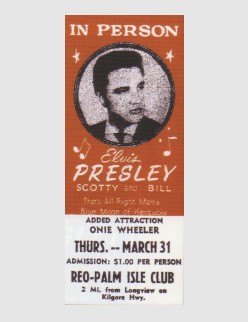 IN PERSON
Elvis
PRESLEY
SCOTTY AND BILL
That's All Right Mama
Blue Moon of Kentucky
ADDED ATTRACTION
ONIE WHEELER
THURS. -- MARCH 31
ADMISSION: $1.00 PER PERSON
REO-PALM ISLE CLUB
2 Mi. from Longview on
Kilgore Hwy.